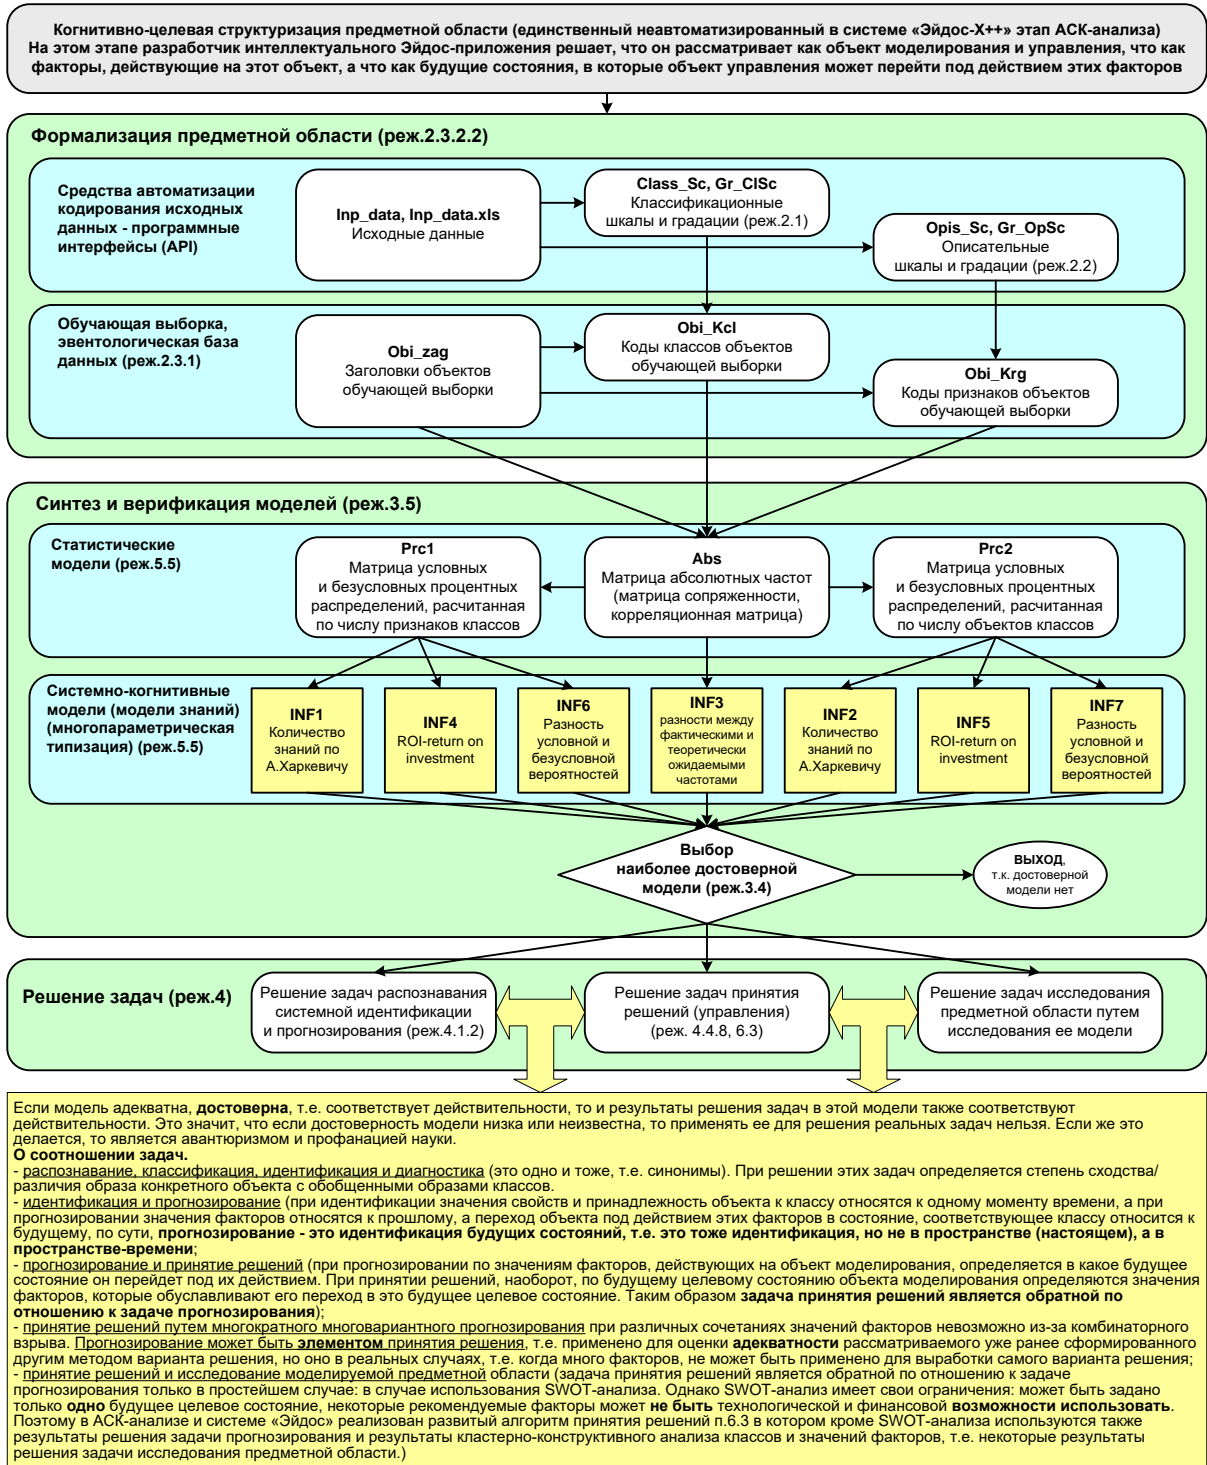 Когнитивно-целевая структуризация предметной области (единственный неавтоматизированный в системе «Эйдос-Х++» этап АСК-анализа)
На этом этапе разработчик интеллектуального Эйдос-приложения решает, что он рассматривает как объект моделирования и управления, что как
факторы, действующие на этот объект, а что как будущие состояния, в которые объект управления может перейти под действием этих факторов
Формализация предметной области (реж.2.3.2.2)
Средства автоматизации
кодирования исходных
данных - программные
интерфейсы (API)
Inp_data, Inp_data.xls
Исходные данные
Class_Sc, Gr_ClSc
Классификационные
шкалы и градации (реж.2.1)
Opis_Sc, Gr_OpSc
Описательные
шкалы и градации (реж.2.2)
Обучающая выборка,
эвентологическая база
данных (реж.2.3.1)
Obi_zag
Заголовки объектов
обучающей выборки
Obi_Kcl
Коды классов объектов
обучающей выборки
Obi_Krg
Коды признаков объектов
обучающей выборки
Синтез и верификация моделей (реж.3.5)
Статистические
модели (реж.5.5)
Prc1
Матрица условных
и безусловных процентных
распределений, расчитанная
по числу признаков классов
Abs
Матрица абсолютных частот
(матрица сопряженности,
корреляционная матрица)
Prc2
Матрица условных
и безусловных процентных
распределений, расчитанная
по числу объектов классов
Системно-когнитивные
модели (модели знаний)
(многопараметрическая
типизация) (реж.5.5)
INF1
Количество
знаний по
А.Харкевичу
INF4
ROI-return on
investment
INF6
Разность
условной и
безусловной
вероятностей
INF3
разности между
фактическими и
теоретически
ожидаемыми
частотами
INF2
Количество
знаний по
А.Харкевичу
INF5
ROI-return on
investment
INF7
Разность
условной и
безусловной
вероятностей
Выбор
наиболее достоверной
модели (реж.3.4)
ВЫХОД,
т.к. достоверной
модели нет
Решение задач (реж.4)
Решение задач распознавания
системной идентификации
и прогнозирования (реж.4.1.2)
Решение задач принятия
решений (управления)
(реж. 4.4.8, 6.3)
Решение задач исследования
предметной области путем
исследования ее модели
Если модель адекватна, достоверна, т.е. соответствует действительности, то и результаты решения задач в этой модели также соответствуют
действительности. Это значит, что если достоверность модели низка или неизвестна, то применять ее для решения реальных задач нельзя. Если же это
делается, то является авантюризмом и профанацией науки.
О соотношении задач.
- распознавание, классификация, идентификация и диагностика (это одно и тоже, т.е. синонимы). При решении этих задач определяется степень сходства/
различия образа конкретного объекта с обобщенными образами классов.
- идентификация и прогнозирование (при идентификации значения свойств и принадлежность объекта к классу относятся к одному моменту времени, а при
прогнозировании значения факторов относятся к прошлому, а переход объекта под действием этих факторов в состояние, соответствующее классу относится к
будущему, по сути, прогнозирование - это идентификация будущих состояний, т.е. это тоже идентификация, но не в пространстве (настоящем), а в
пространстве-времени;
- прогнозирование и принятие решений (при прогнозировании по значениям факторов, действующих на объект моделирования, определяется в какое будущее
состояние он перейдет под их действием. При принятии решений, наоборот, по будущему целевому состоянию объекта моделирования определяются значения
факторов, которые обуславливают его переход в это будущее целевое состояние. Таким образом задача принятия решений является обратной по
отношению к задаче прогнозирования);
- принятие решений путем многократного многовариантного прогнозирования при различных сочетаниях значений факторов невозможно из-за комбинаторного
взрыва. Прогнозирование может быть элементом принятия решения, т.е. применено для оценки адекватности рассматриваемого уже ранее сформированного
другим методом варианта решения, но оно в реальных случаях, т.е. когда много факторов, не может быть применено для выработки самого варианта решения;
- принятие решений и исследование моделируемой предметной области (задача принятия решений является обратной по отношению к задаче
прогнозирования только в простейшем случае: в случае использования SWOT-анализа. Однако SWOT-анализ имеет свои ограничения: может быть задано
только одно будущее целевое состояние, некоторые рекомендуемые факторы может не быть технологической и финансовой возможности использовать.
Поэтому в АСК-анализе и системе «Эйдос» реализован развитый алгоритм принятия решений п.6.3 в котором кроме SWOT-анализа используются также
результаты решения задачи прогнозирования и результаты кластерно-конструктивного анализа классов и значений факторов, т.е. некоторые результаты
решения задачи исследования предметной области.)